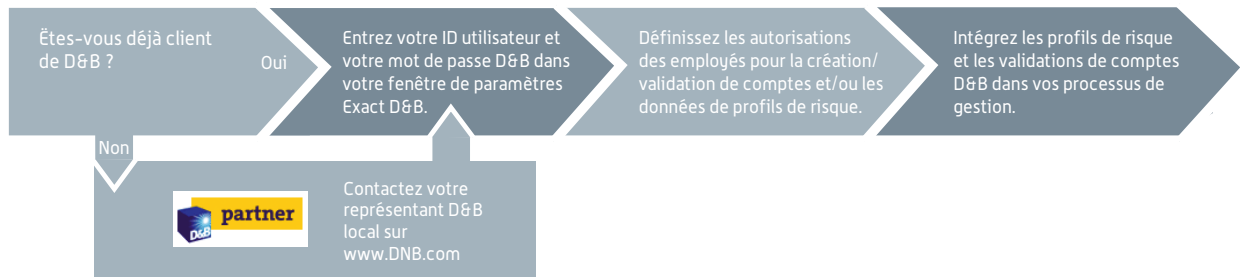 Ëtes-vous déjà client
de D&B ?
Oui
Entrez votre ID utilisateur et
votre mot de passe D&B dans
votre fenêtre de paramètres
Exact D&B.
Définissez les autorisations
des employés pour la création/
validation de comptes et/ou les
données de profils de risque.
Intégrez les profils de risque
et les validations de comptes
D&B dans vos processus de
gestion.
Non
D&B
partner
Contactez votre
représentant D&B
local sur
www.DNB.com